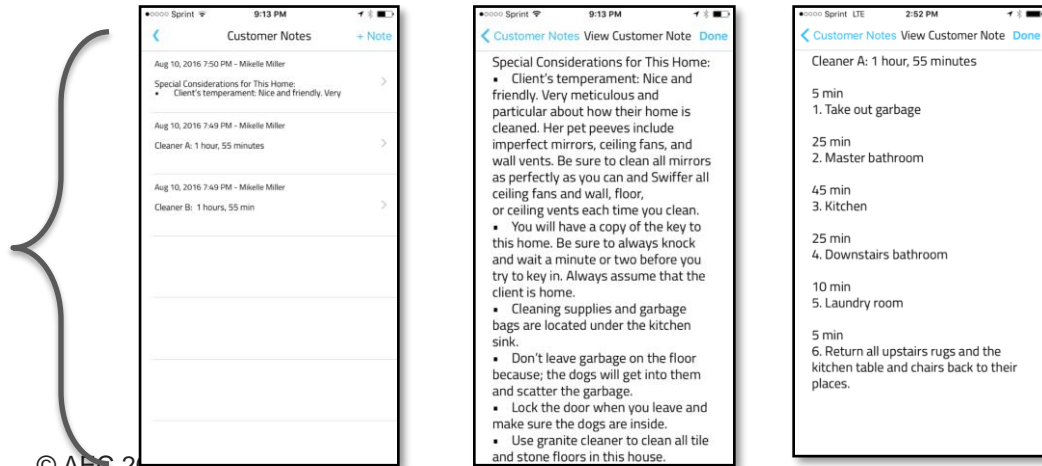 ●○○○○ Sprint 9:13 PM
Customer Notes + Note
Aug 10, 2016 7:50 PM - Mikelle Miller
Special Considerations for This Home:
▪ Client's temperament: Nice and friendly. Very
Aug 10, 2016 7:49 PM - Mikelle Miller
Cleaner A: 1 hour, 55 minutes
Aug 10, 2016 7:49 PM - Mikelle Miller
Cleaner B: 1 hours, 55 min
●○○○○ Sprint 9:13 PM
Customer Notes View Customer Note Done
Special Considerations for This Home:
▪ Client's temperament: Nice and
friendly. Very meticulous and
particular about how their home is
cleaned. Her pet peeves include
imperfect mirrors, ceiling fans, and
wall vents. Be sure to clean all mirrors
as perfectly as you can and Swiffer all
ceiling fans and wall, floor,
or ceiling vents each time you clean.
▪ You will have a copy of the key to
this home. Be sure to always knock
and wait a minute or two before you
try to key in. Always assume that the
client is home.
▪ Cleaning supplies and garbage
bags are located under the kitchen
sink.
▪ Don't leave garbage on the floor
because; the dogs will get into them
and scatter the garbage.
▪ Lock the door when you leave and
make sure the dogs are inside.
▪ Use granite cleaner to clean all tile
and stone floors in this house.
●○○○○ Sprint LTE 2:52 PM
Customer Notes View Customer Note Done
Cleaner A: 1 hour, 55 minutes
5 min
1. Take out garbage
25 min
2. Master bathroom
45 min
3. Kitchen
25 min
4. Downstairs bathroom
10 min
5. Laundry room
5 min
6. Return all upstairs rugs and the
kitchen table and chairs back to their
places.
©